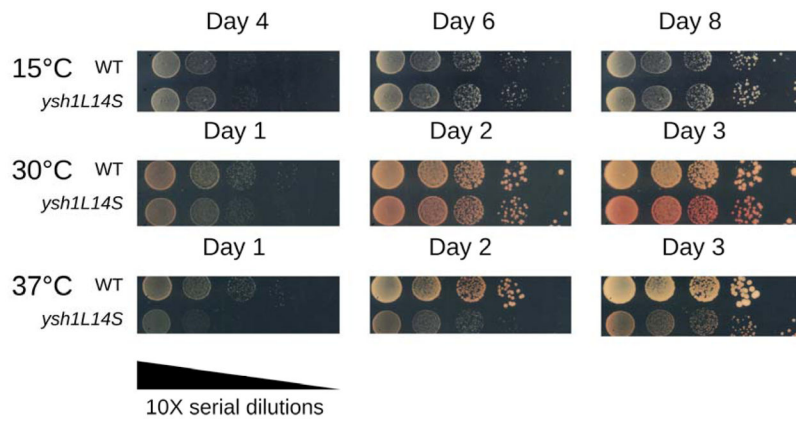 Day 4 Day 6 Day 8
15°C WT
ysh1L14S
Day 1 Day 2 Day 3
30°C WT
ysh1L14S
Day 1 Day 2 Day 3
37°C WT
ysh1L14S
10X serial dilutions